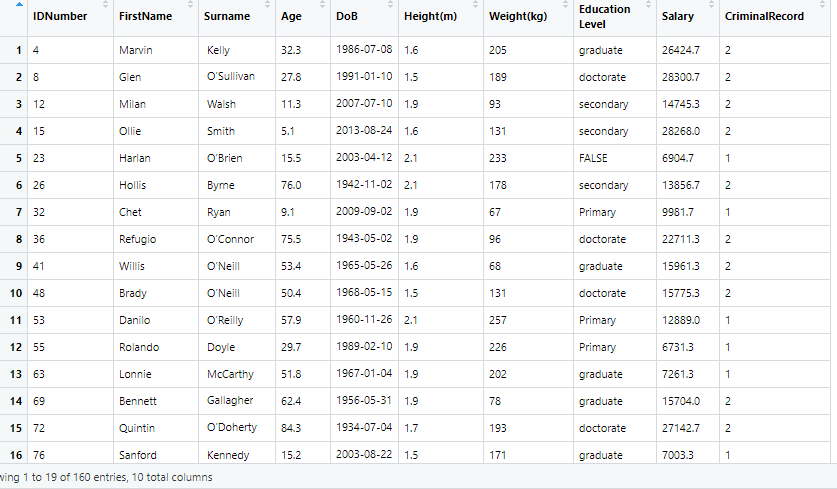 IDNumber FirstName Surname Age DoB Height(m) Weight(kg) Education Level Salary CriminalRecord
1 4 Marvin Kelly 32.3 1986-07-08 1.6 205 graduate 26424.7 2
2 8 Glen O'Sullivan 27.8 1991-01-10 1.5 189 doctorate 28300.7 2
3 12 Milan Walsh 11.3 2007-07-10 1.9 93 secondary 14745.3 2
4 15 Ollie Smith 5.1 2013-08-24 1.6 131 secondary 28268.0 2
5 23 Harlan O'Brien 15.5 2003-04-12 2.1 233 FALSE 6904.7 1
6 26 Hollis Byrne 76.0 1942-11-02 2.1 178 secondary 13856.7 2
7 32 Chet Ryan 9.1 2009-09-02 1.9 67 Primary 9981.7 1
8 36 Refugio O'Connor 75.5 1943-05-02 1.9 96 doctorate 22711.3 2
9 41 Willis O'Neill 53.4 1965-05-26 1.6 68 graduate 15961.3 2
10 48 Brady O'Neill 50.4 1968-05-15 1.5 131 doctorate 15775.3 2
11 53 Danilo O'Reilly 57.9 1960-11-26 2.1 257 Primary 12889.0 1
12 55 Rolando Doyle 29.7 1989-02-10 1.9 226 Primary 6731.3 1
13 63 Lonnie McCarthy 51.8 1967-01-04 1.9 202 graduate 7261.3 1
14 69 Bennett Gallagher 62.4 1956-05-31 1.9 78 graduate 15704.0 2
15 72 Quintin O'Doherty 84.3 1934-07-04 1.7 193 doctorate 27142.7 2
16 76 Sanford Kennedy 15.2 2003-08-22 1.5 171 graduate 7003.3 1
wing 1 to 19 of 160 entries, 10 total columns